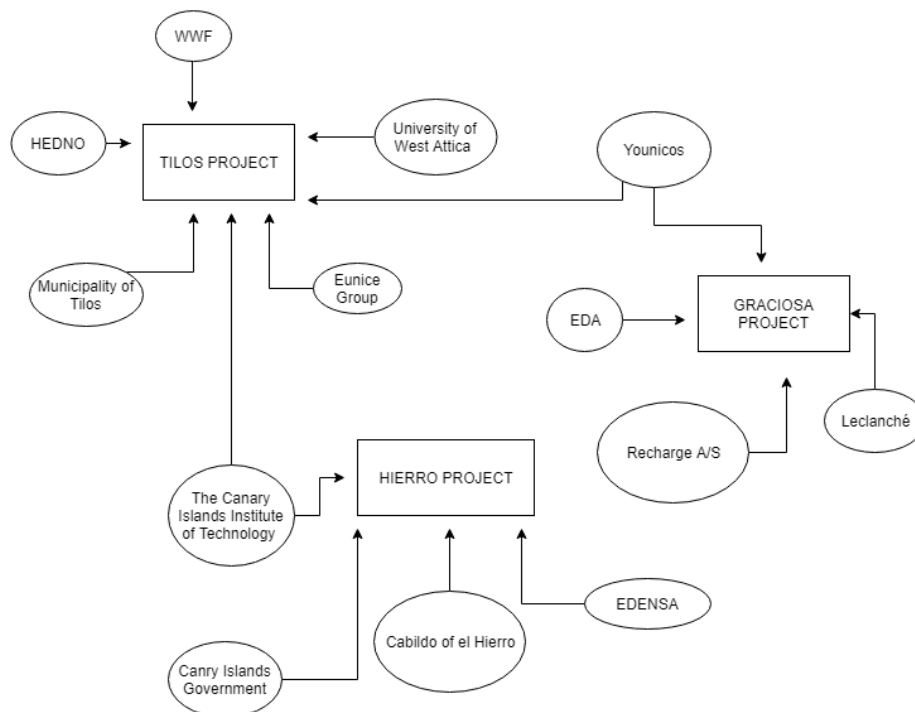 WWF
HEDNO
TILOS PROJECT
University of
West Attica
Younicos
Municipality of
Tilos
Eunice
Group
EDA
GRACIOSA
PROJECT
Leclanché
Recharge A/S
HIERRO PROJECT
The Canary
Islands Institute
of Technology
EDENSA
Cabildo of el Hierro
Canry Islands
Government